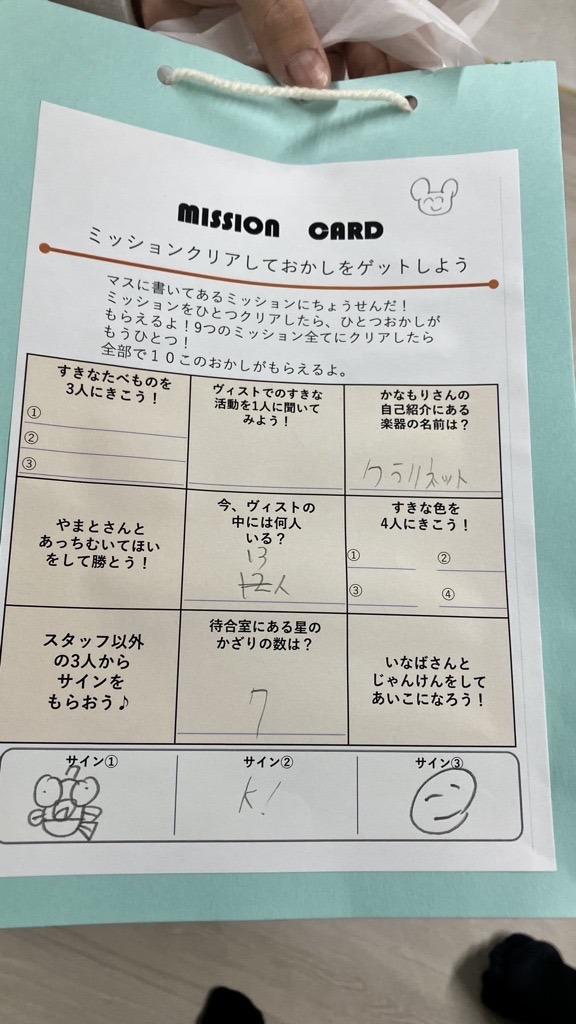 MISSION CARD
ミッションクリアしておかしをゲットしよう
マスに書いてあるミッションにちょうせんだ！
ミッションをひとつクリアしたら、ひとつおかしが
もらえるよ！9つのミッション全てにクリアしたら
もうひとつ！
全部で１０このおかしがもらえるよ。
すきなたべものを
3人にきこう！
①
②
③
ヴィストでのすきな
活動を1人に聞いて
みよう！
かなもりさんの
自己紹介にある
楽器の名前は？
クラリネット
やまとさんと
あっちむいてほい
をして勝とう！
今、ヴィストの
中には何人
いる？
13
12人
すきな色を
4人にきこう！
① ②
③ ④
スタッフ以外
の3人から
サインを
もらおう♪
待合室にある星の
かざりの数は？
7
いなばさんと
じゃんけんをして
あいこになろう！
サイン① サイン② サイン③
K!